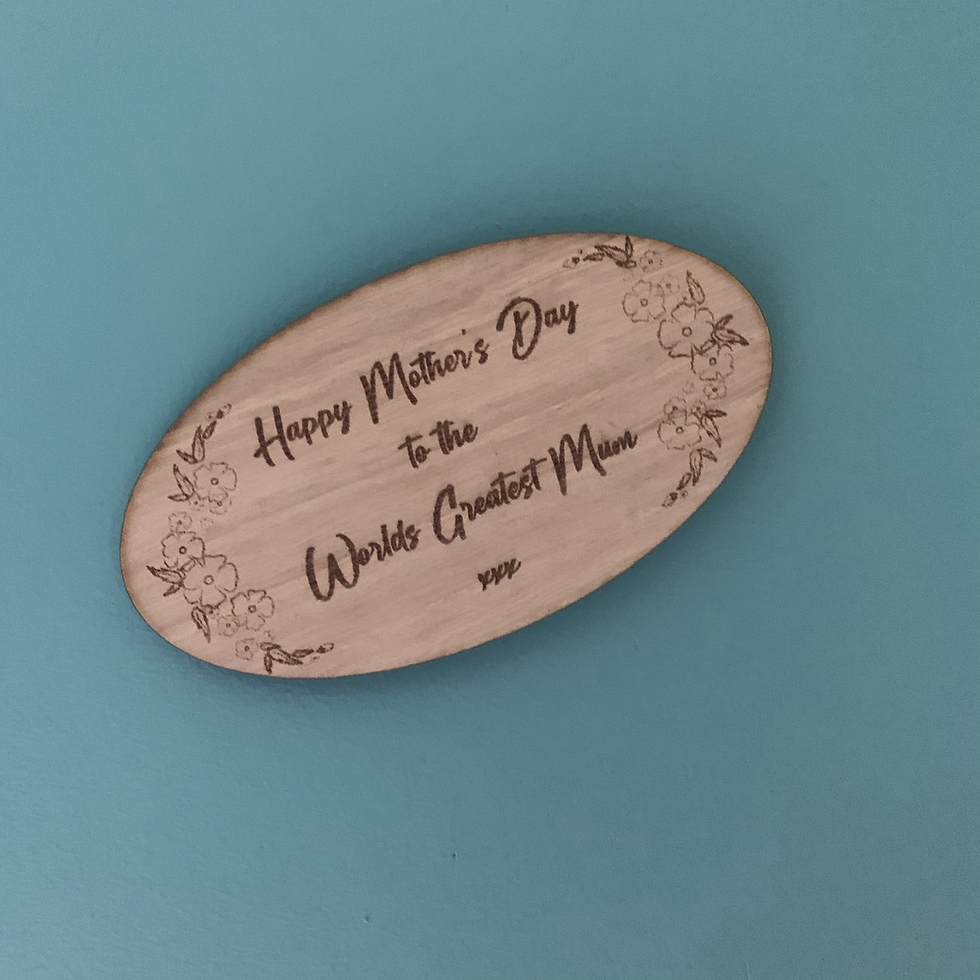 Happy Mother's Day
to the
Worlds Greatest Mum
xxx